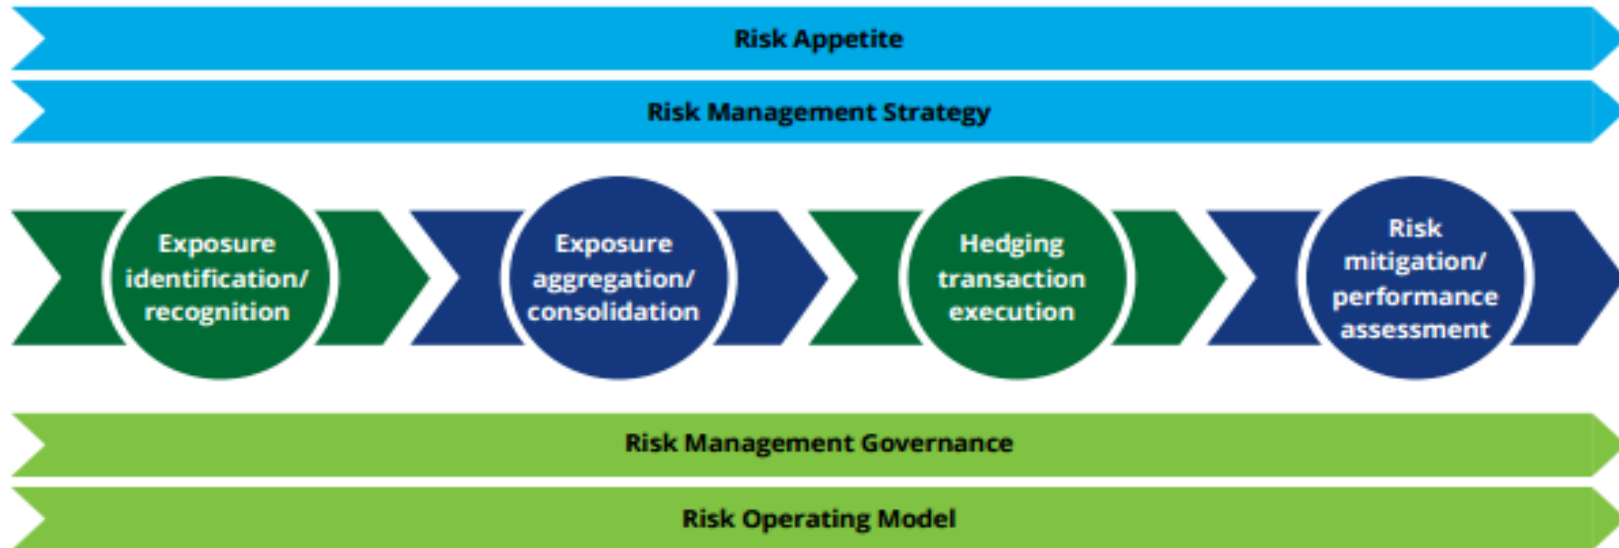 Risk Appetite
Risk Management Strategy
Exposure
identification/
recognition
Exposure
aggregation/
consolidation
Hedging
transaction
execution
Risk
mitigation/
performance
assessment
Risk Management Governance
Risk Operating Model